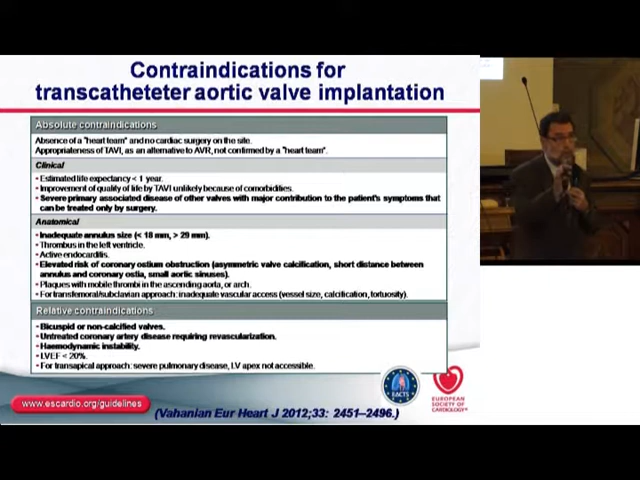 Contraindications for
transcatheteter aortic valve implantation
Absolute contraindications
Absence of a "heart team" and no cardiac surgery on the site.
Appropriateness of TAVI, as an alternative to AVR, not confirmed by a "heart team".
Clinical
• Estimated life expectancy < 1 year.
• Improvement of quality of life by TAVI unlikely because of comorbidities.
• Severe primary associated disease of other valves with major contribution to the patient's symptoms that
can be treated only by surgery.
Anatomical
• Inadequate annulus size (< 18 mm, > 29 mm).
• Thrombus in the left ventricle.
• Active endocarditis.
• Elevated risk of coronary ostium obstruction (asymmetric valve calcification, short distance between
annulus and coronary ostia, small aortic sinuses).
• Plaques with mobile thrombi in the ascending aorta, or arch.
• For transfemoral/subclavian approach: inadequate vascular access (vessel size, calcification, tortuosity).
Relative contraindications
• Bicuspid or non-calcified valves.
• Untreated coronary artery disease requiring revascularization.
• Haemodynamic instability.
• LVEF < 20%.
• For transapical approach: severe pulmonary disease, LV apex not accessible.
www.escardio.org/guidelines
(Vahanian Eur Heart J 2012;33: 2451–2496.)
EACTS
EUROPEAN
SOCIETY OF
CARDIOLOGY®